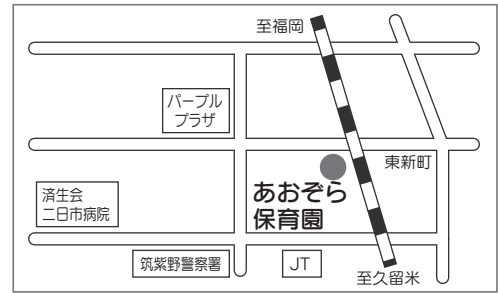 至福岡
パープル
プラザ
東新町
済生会
二日市病院
あおぞら
保育園
筑紫野警察署
JT
至久留米